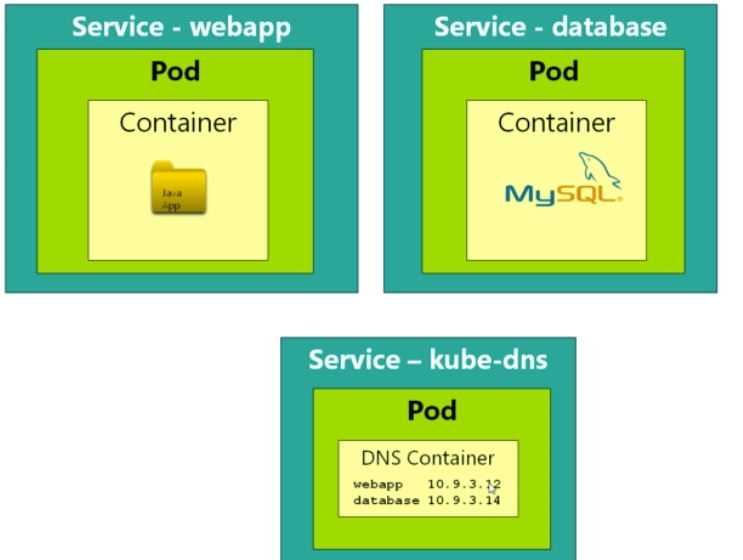 Service - webapp
Pod
Container
Java
App
Service - database
Pod
Container
MySQL®
Service – kube-dns
Pod
DNS Container
webapp 10.9.3.12
database 10.9.3.14